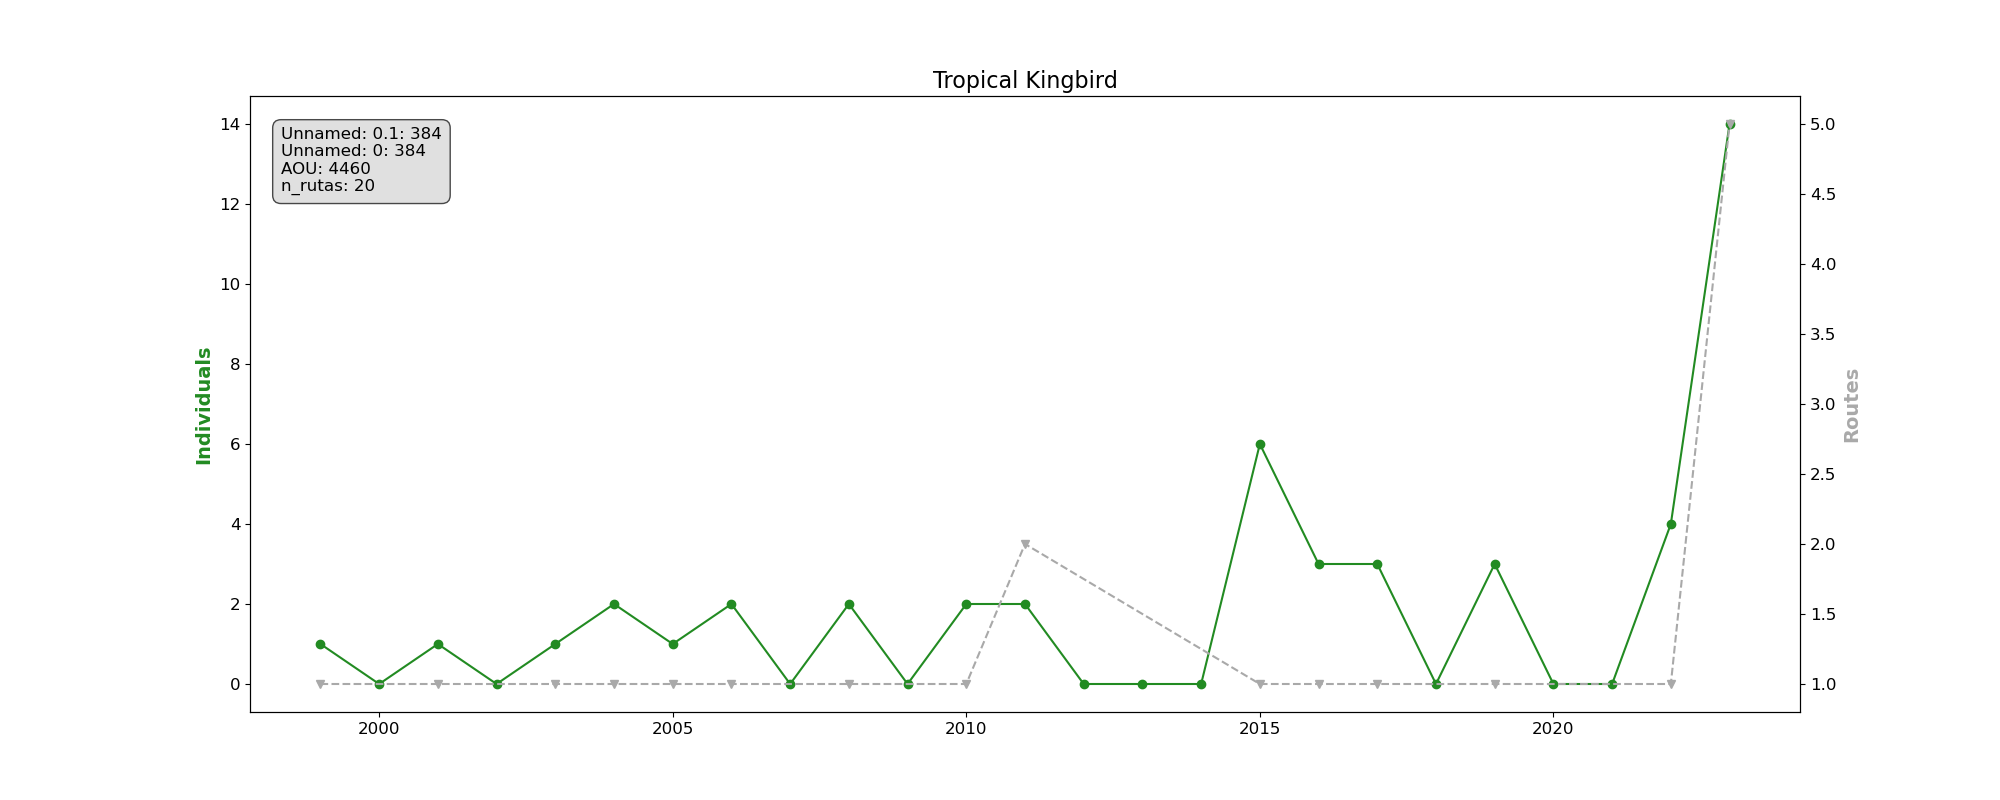 Tropical Kingbird
Unnamed: 0.1: 384
Unnamed: 0: 384
AOU: 4460
n_rutas: 20
14
12
10
8
6
4
2
0
Individuals
5.0
4.5
4.0
3.5
3.0
2.5
2.0
1.5
1.0
Routes
2000 2005 2010 2015 2020